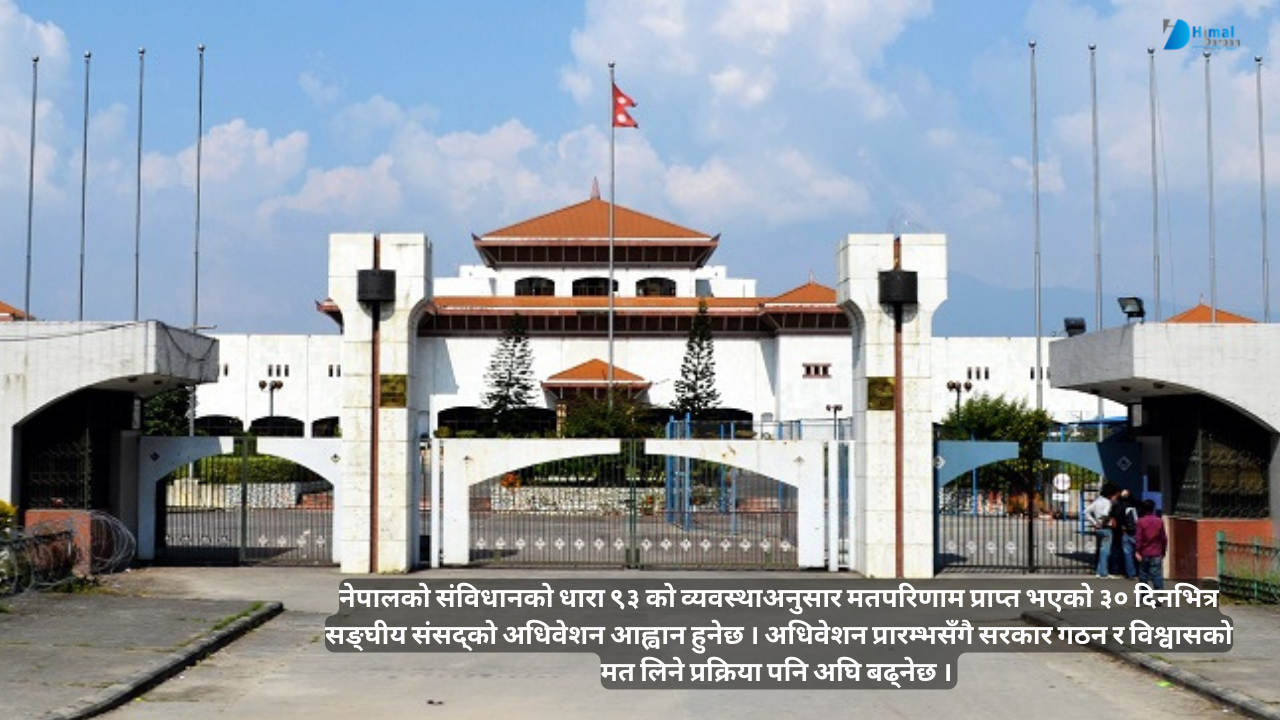 Himal
Darpan
नेपालको संविधानको धारा ९३ को व्यवस्थाअनुसार मतपरिणाम प्राप्त भएको ३० दिनभित्र
सङ्घीय संसद्को अधिवेशन आह्वान हुनेछ । अधिवेशन प्रारम्भसँगै सरकार गठन र विश्वासको
मत लिने प्रक्रिया पनि अघि बढ्नेछ ।